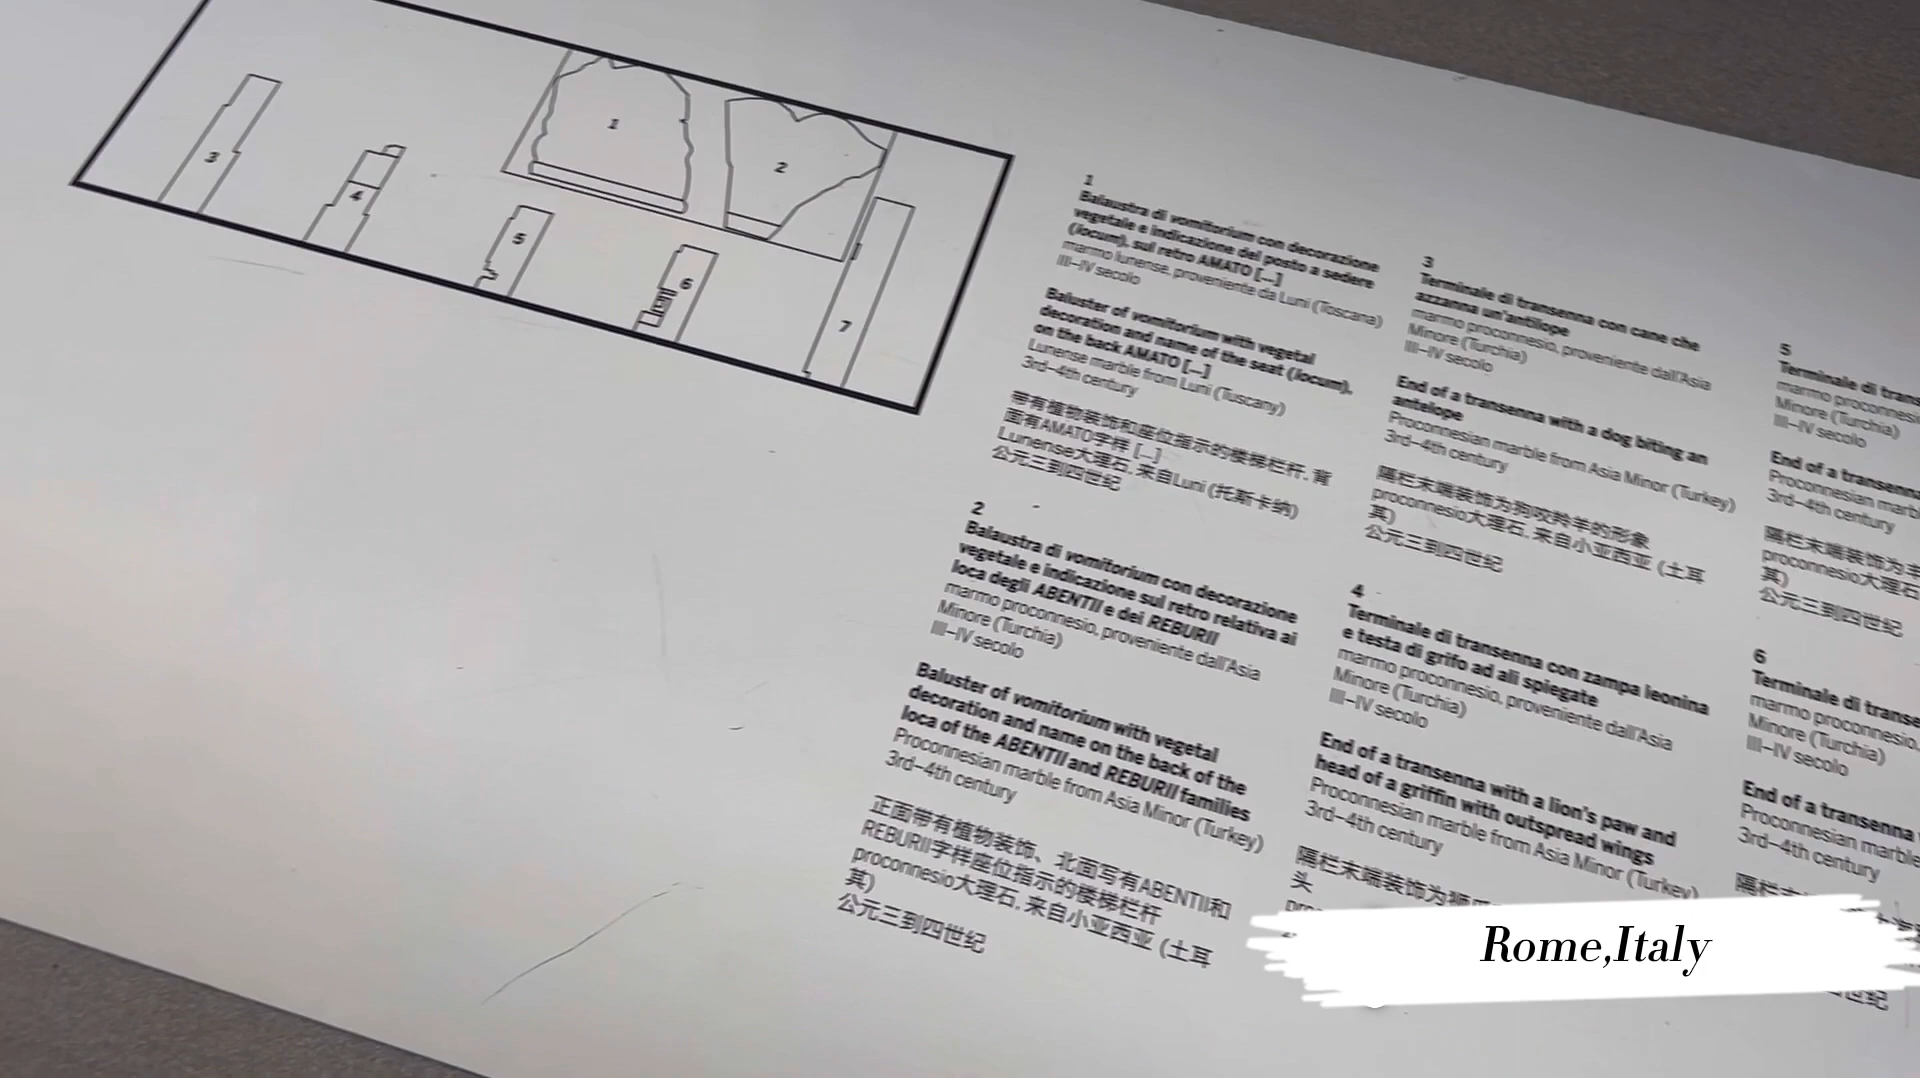 1
2
3
4
5
6
7
1
Balaustra di vomitorium con decorazione
vegetale e indicazione del posto a sedere
(locum), sul retro AMATO [...]
marmo lunense, proveniente da Luni (Toscana)
III–IV secolo
Baluster of vomitorium with vegetal
decoration and name of the seat (locum),
on the back AMATO [...]
Lunense marble from Luni (Tuscany)
3rd–4th century
带有植物装饰和座位指示的楼梯栏杆, 背
面有AMATO字样 [...]
Lunense大理石, 来自Luni (托斯卡纳)
公元三到四世纪
2
Balaustra di vomitorium con decorazione
vegetale e indicazione sul retro relativa ai
loca degli ABENTII e dei REBURII
marmo proconnesio, proveniente dall'Asia
Minore (Turchia)
III–IV secolo
Baluster of vomitorium with vegetal
decoration and name on the back of the
loca of the ABENTII and REBURII families
Proconnesian marble from Asia Minor (Turkey)
3rd–4th century
正面带有植物装饰、北面写有ABENTII和
REBURII字样座位指示的楼梯栏杆
proconnesio大理石, 来自小亚西亚 (土耳
其)
公元三到四世纪
3
Terminale di transenna con cane che
azzanna un'antilope
marmo proconnesio, proveniente dall'Asia
Minore (Turchia)
III–IV secolo
End of a transenna with a dog biting an
antelope
Proconnesian marble from Asia Minor (Turkey)
3rd–4th century
隔栏末端装饰为狗咬羚羊的形象
proconnesio大理石, 来自小亚西亚 (土耳
其)
公元三到四世纪
4
Terminale di transenna con zampa leonina
e testa di grifo ad ali spiegate
marmo proconnesio, proveniente dall'Asia
Minore (Turchia)
III–IV secolo
End of a transenna with a lion's paw and
head of a griffin with outspread wings
Proconnesian marble from Asia Minor (Turkey)
3rd–4th century
隔栏末端装饰为狮
头
5
Terminale di
marmo
Minore (Turchia)
III–IV secolo
End of a transenna
Proconnesian
3rd–4th century
隔栏末端装饰为
proconnesio大理石
其)
公元三到四世纪
6
Terminale di
marmo proconnesio,
Minore (Turchia)
III–IV secolo
End of a transenna
Proconnesian marble
3rd–4th century
隔栏末
世纪
Rome,Italy